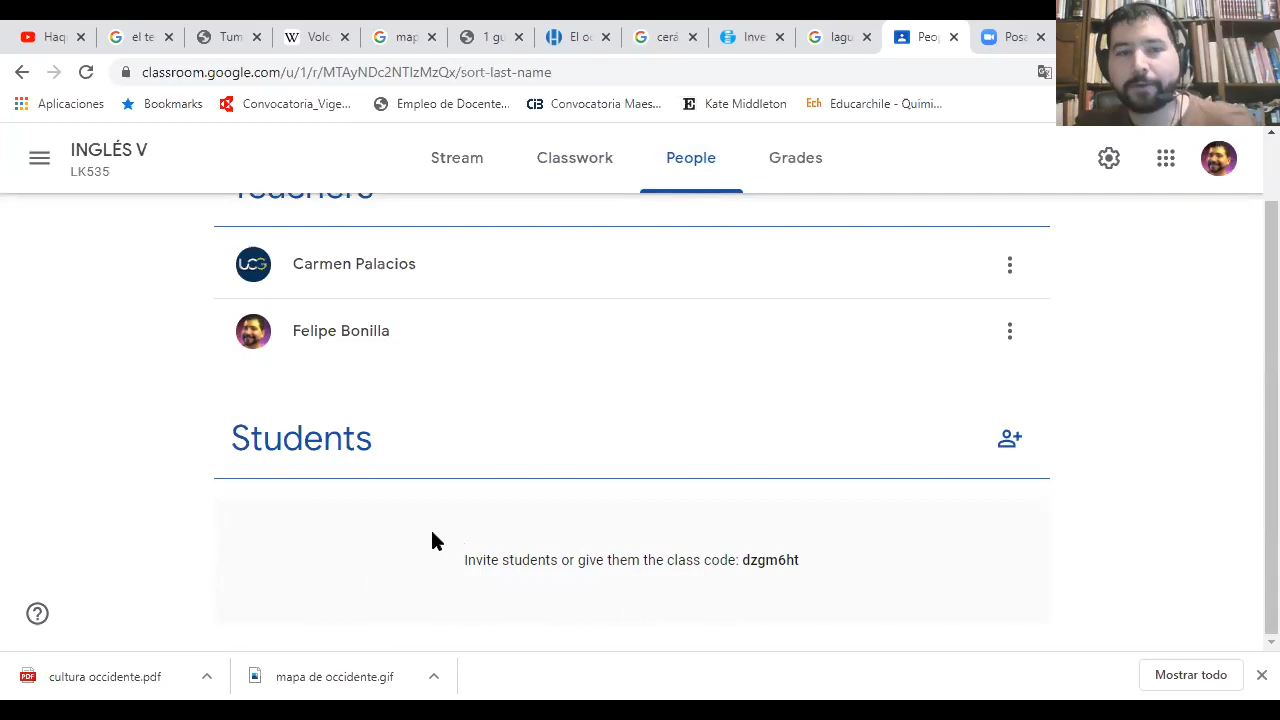 Haq
el te
Tum
Volc
map
1 gu
El oc
cerá
Inve
lagu
Peop
Posa
classroom.google.com/u/1/r/MTAyNDc2NTIzMzQx/sort-last-name
Aplicaciones
Bookmarks
Convocatoria_Vige...
Empleo de Docente...
Convocatoria Maes...
Kate Middleton
Educarchile - Quimi...
INGLÉS V
LK535
Stream
Classwork
People
Grades
Teachers
UCG
Carmen Palacios
Felipe Bonilla
Students
Invite students or give them the class code: dzgm6ht
cultura occidente.pdf
mapa de occidente.gif
Mostrar todo